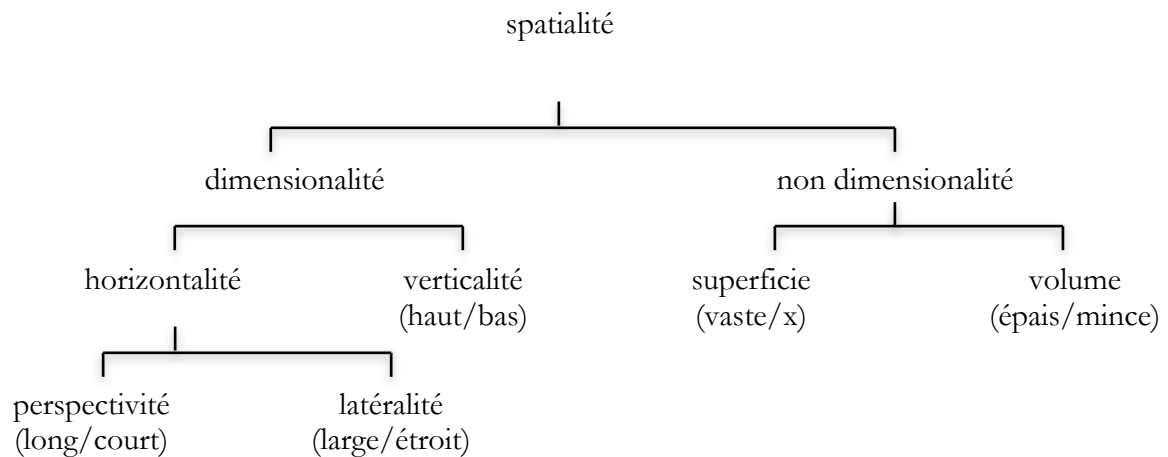 spatialité
dimensionalité
non dimensionalité
horizontalité
verticalité
(haut/bas)
superficie
(vaste/x)
volume
(épais/mince)
perspectivité
(long/court)
latéralité
(large/étroit)